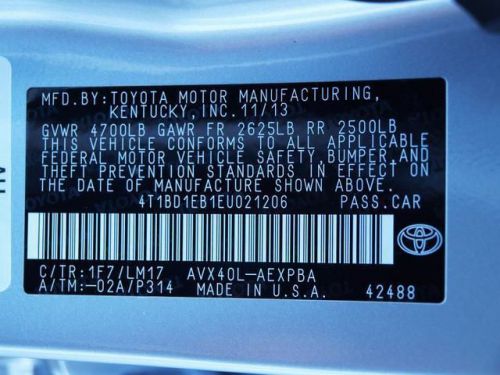 MFD.BY:TOYOTA MOTOR MANUFACTURING,
KENTUCKY,INC.11/13
GVWR 4700LB GAWR FR 2625LB RR 2500LB
THIS VEHICLE CONFORMS TO ALL APPLICABLE
FEDERAL MOTOR VEHICLE SAFETY,BUMPER,AND
THEFT PREVENTION STANDARDS IN EFFECT ON
THE DATE OF MANUFACTURE SHOWN ABOVE.
4T1BD1EB1EU021206 PASS.CAR
C/TR:1F7/LM17 AVX40L-AEXPBA
A/TM:-02A/P314 MADE IN U.S.A. 42488